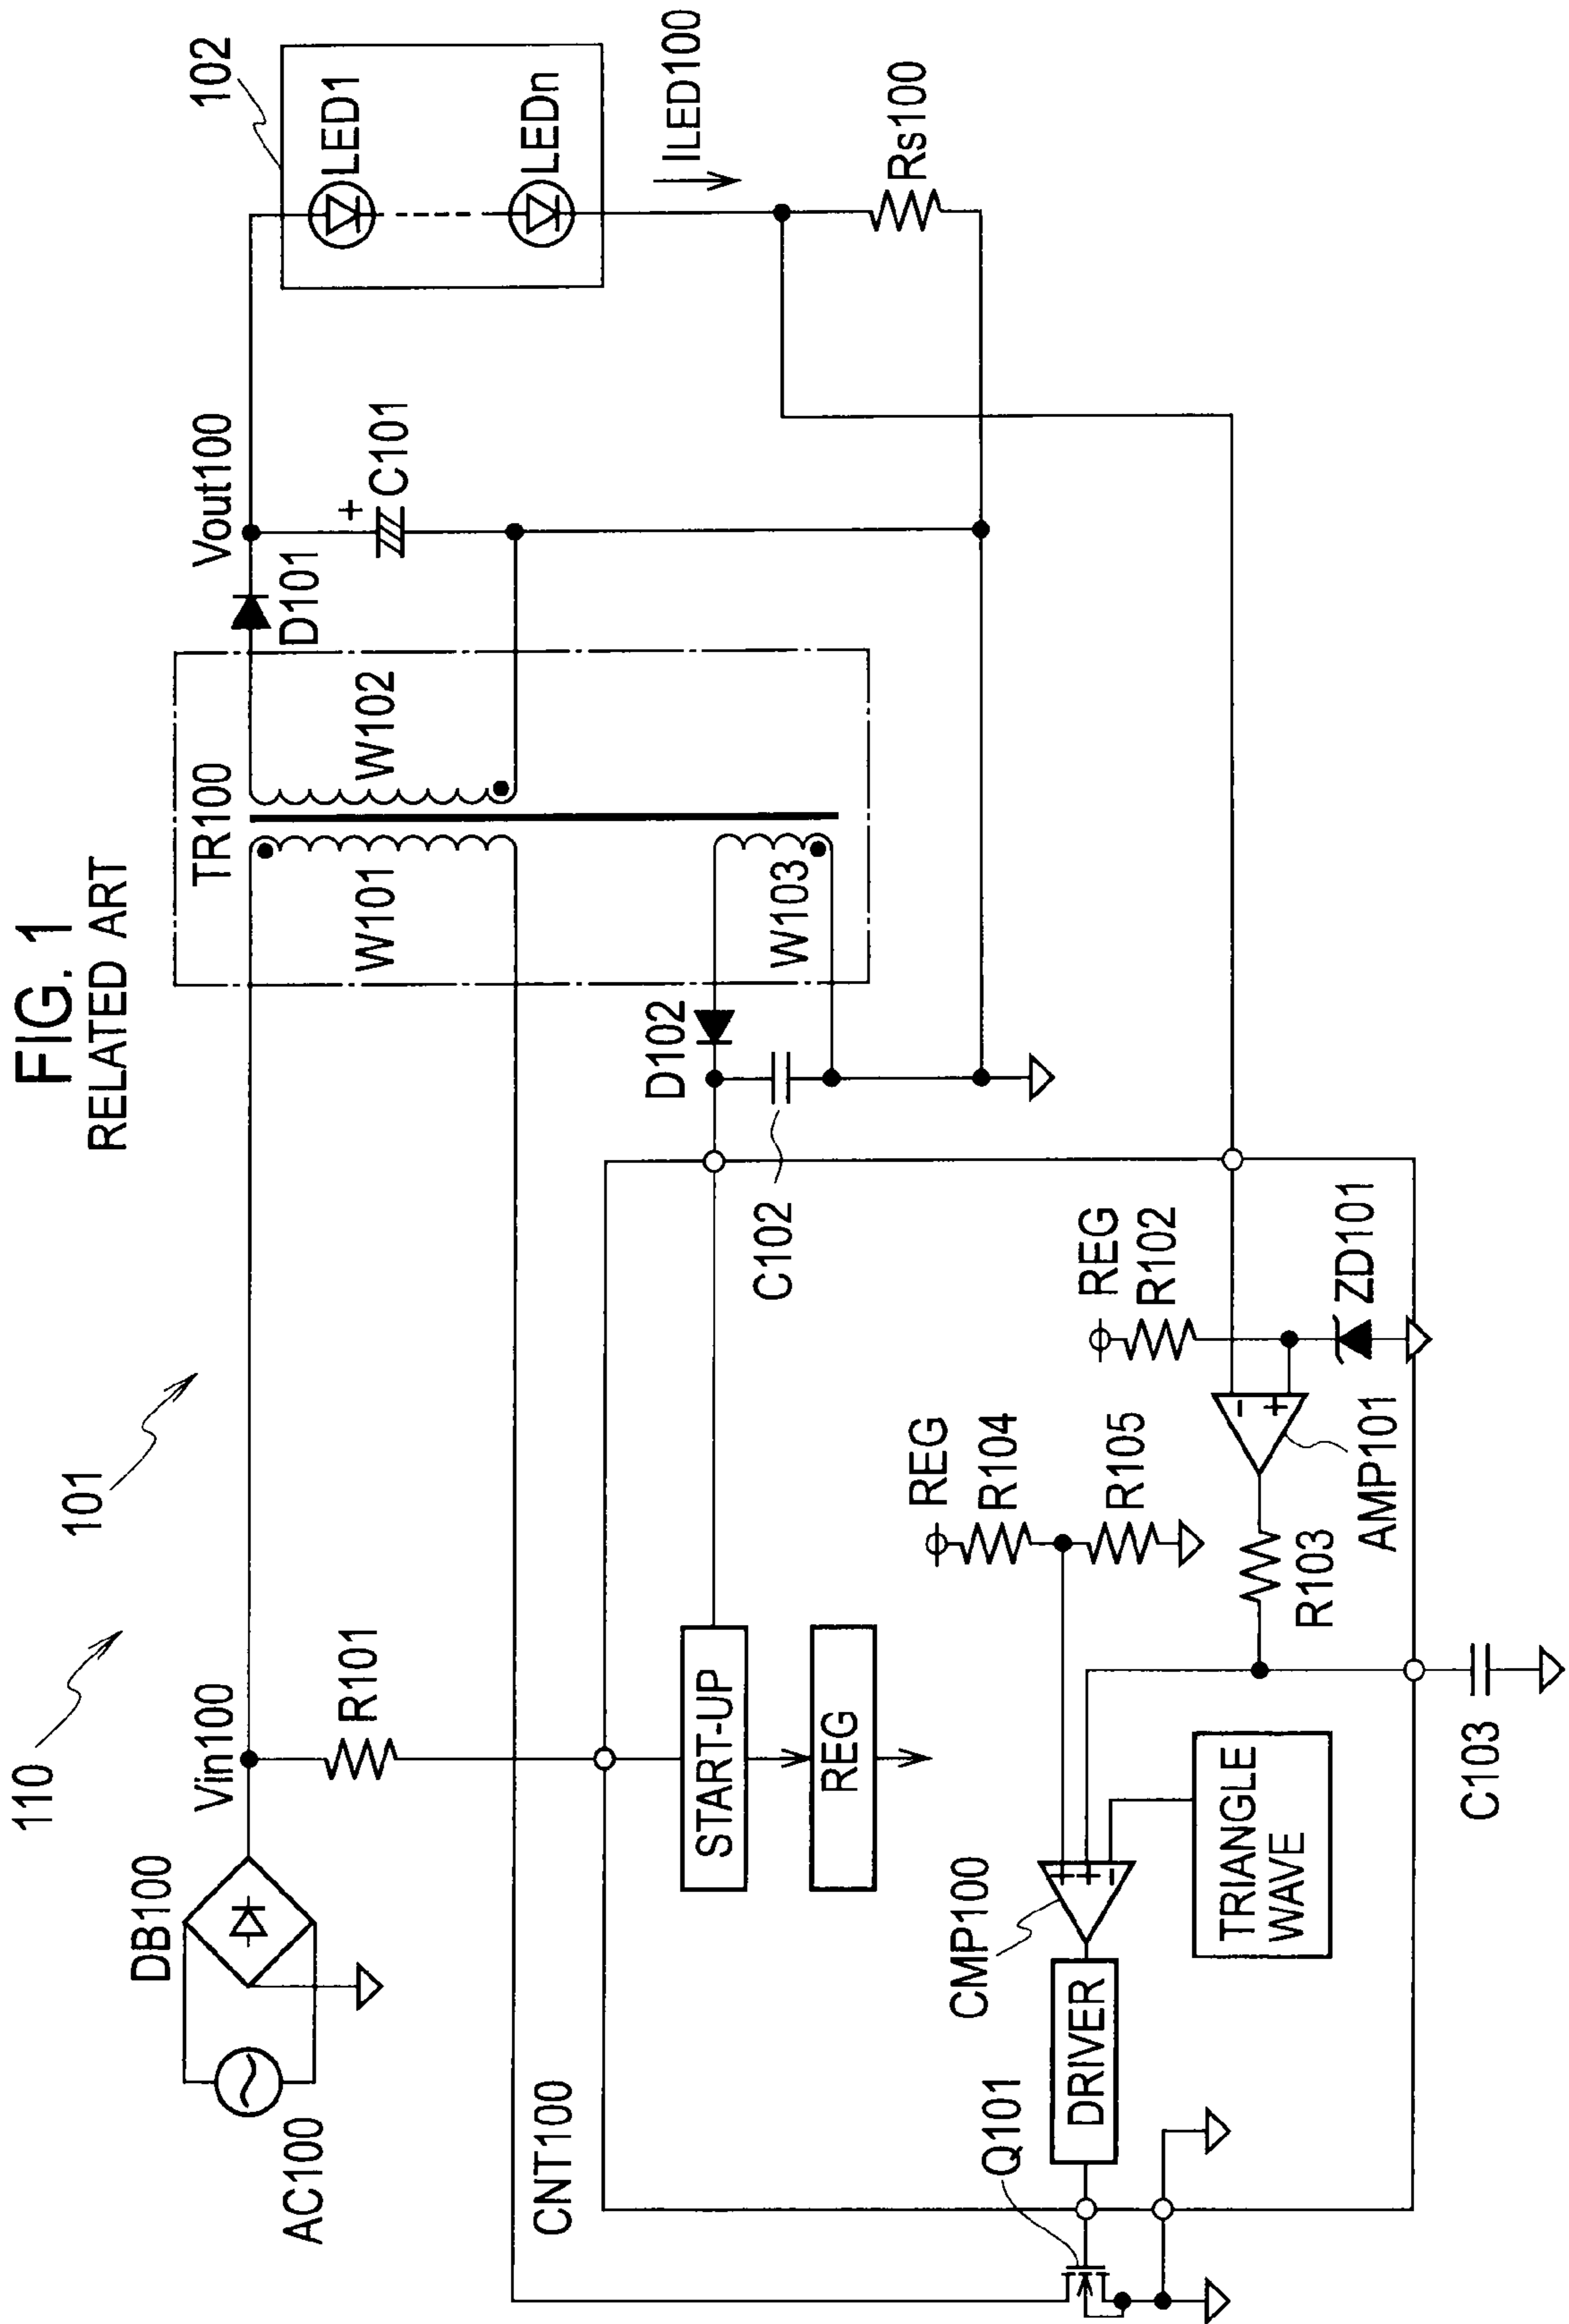 FIG. 1
RELATED ART
110
101
102
AC100
DB100
Vin100
R101
TR100
W101
W102
W103
D101
Vout100
C101
+
LED1
LEDn
ILED100
Rs100
D102
C102
CNT100
START-UP
REG
REG
R104
R105
REG
R102
ZD101
-
+
AMP101
R103
C103
+
+
-
CMP100
TRIANGLE
WAVE
DRIVER
Q101